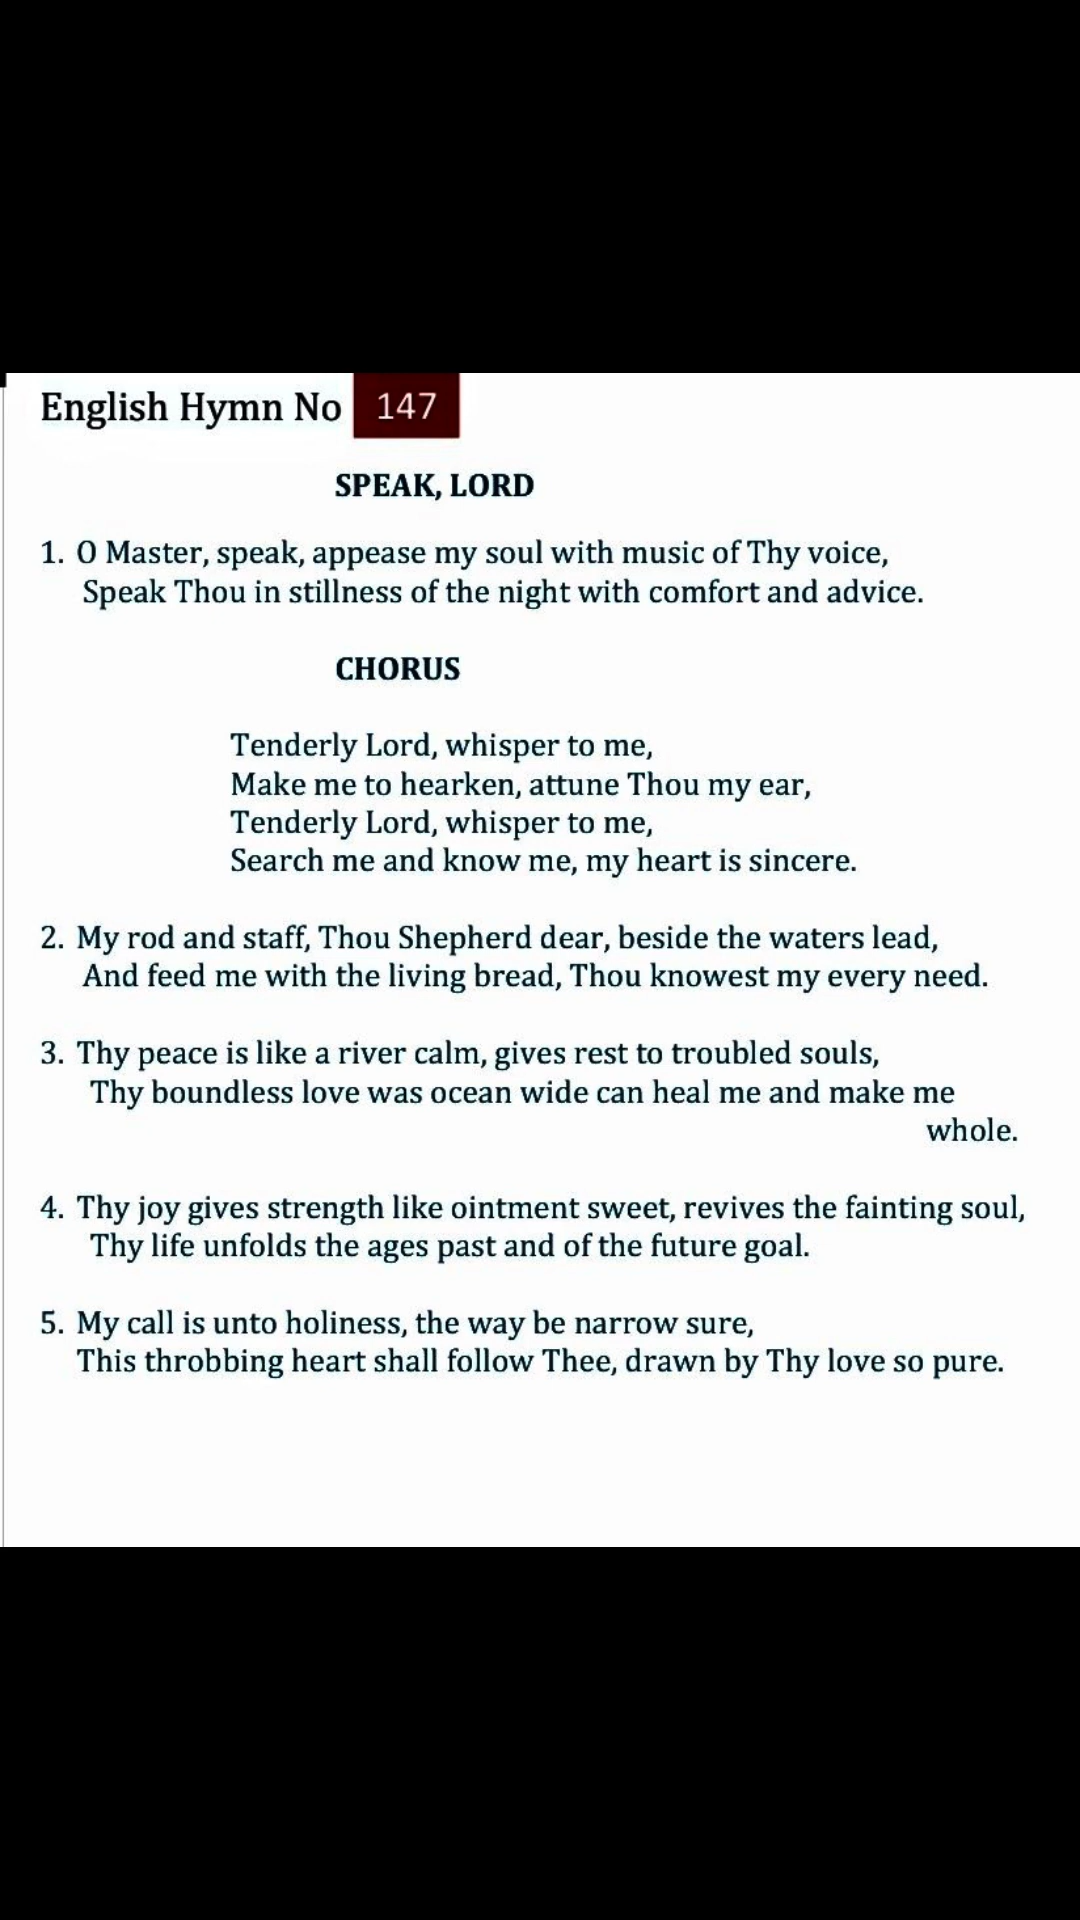 English Hymn No 147
SPEAK, LORD
1. O Master, speak, appease my soul with music of Thy voice,
Speak Thou in stillness of the night with comfort and advice.
CHORUS
Tenderly Lord, whisper to me,
Make me to hearken, attune Thou my ear,
Tenderly Lord, whisper to me,
Search me and know me, my heart is sincere.
2. My rod and staff, Thou Shepherd dear, beside the waters lead,
And feed me with the living bread, Thou knowest my every need.
3. Thy peace is like a river calm, gives rest to troubled souls,
Thy boundless love was ocean wide can heal me and make me
whole.
4. Thy joy gives strength like ointment sweet, revives the fainting soul,
Thy life unfolds the ages past and of the future goal.
5. My call is unto holiness, the way be narrow sure,
This throbbing heart shall follow Thee, drawn by Thy love so pure.